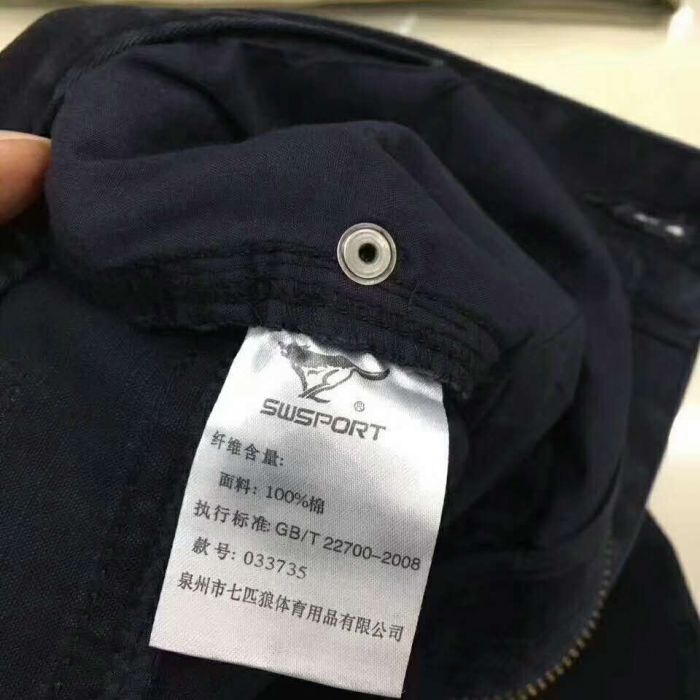 ®
SWSPORT
纤维含量:
面料: 100%棉
执行标准: GB/T 22700-2008
款号: 033735
泉州市七匹狼体育用品有限公司